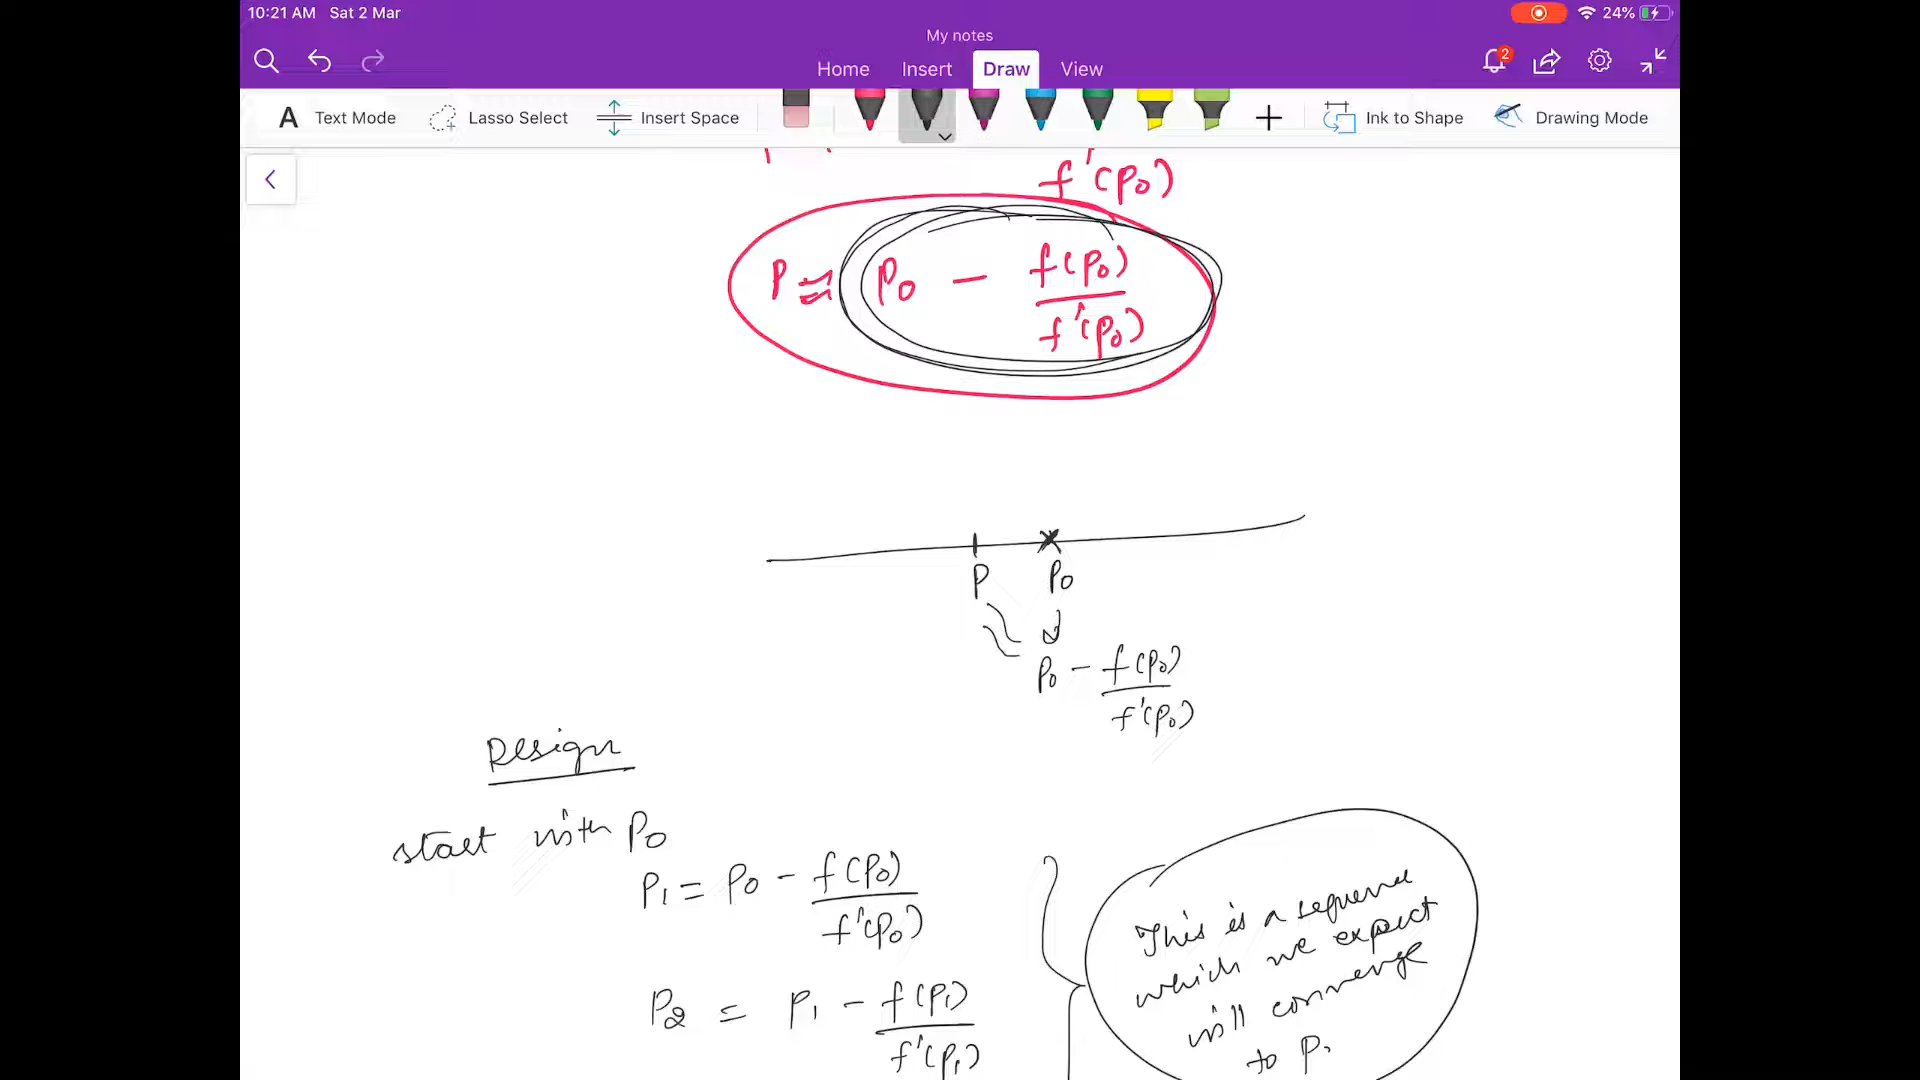 10:21 AM Sat 2 Mar
24%
My notes
Home Insert Draw View
2
A Text Mode Lasso Select Insert Space Ink to Shape Drawing Mode
f'(p₀)
p ≈ p₀ − f(p₀) / f'(p₀)
p p₀
p₀ − f(p₀) / f'(p₀)
Design
start with p₀
p₁ = p₀ − f(p₀) / f'(p₀)
p₂ = p₁ − f(p₁) / f'(p₁)
This is a sequence
which we expect
will converge
to p.